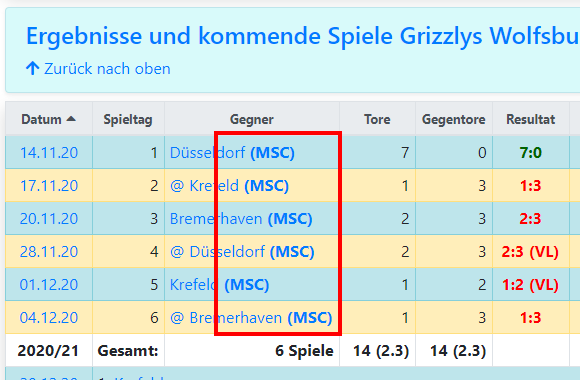 Ergebnisse und kommende Spiele Grizzlys Wolfsbu
Zurück nach oben
Datum Spieltag Gegner Tore Gegentore Resultat
14.11.20 1 Düsseldorf (MSC) 7 0 7:0
17.11.20 2 @ Krefeld (MSC) 1 3 1:3
20.11.20 3 Bremerhaven (MSC) 2 3 2:3
28.11.20 4 @ Düsseldorf (MSC) 2 3 2:3 (VL)
01.12.20 5 Krefeld (MSC) 1 2 1:2 (VL)
04.12.20 6 @ Bremerhaven (MSC) 1 3 1:3
2020/21 Gesamt: 6 Spiele 14 (2.3) 14 (2.3)